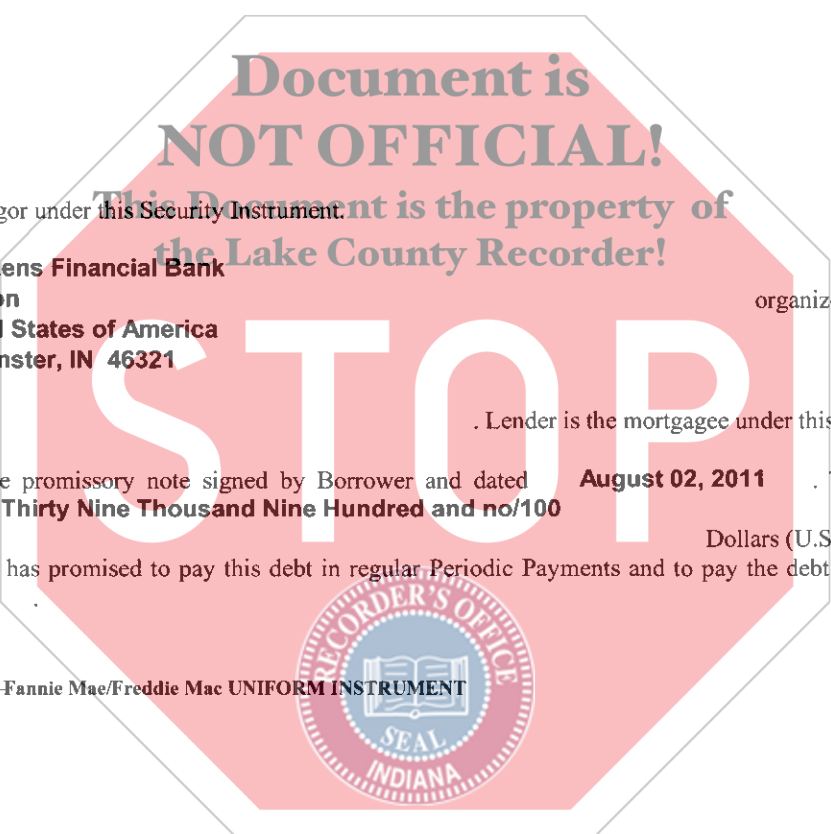 Document is
NOT OFFICIAL!
This Document is the property of
the Lake County Recorder!
gor under this Security Instrument.
ens Financial Bank
on
organiz
d States of America
nster, IN 46321
STOP
. Lender is the mortgagee under this
e promissory note signed by Borrower and dated August 02, 2011 .
Thirty Nine Thousand Nine Hundred and no/100
Dollars (U.S
has promised to pay this debt in regular Periodic Payments and to pay the debt
.
-Fannie Mae/Freddie Mac UNIFORM INSTRUMENT
RECORDER'S OFFICE
SEAL
INDIANA